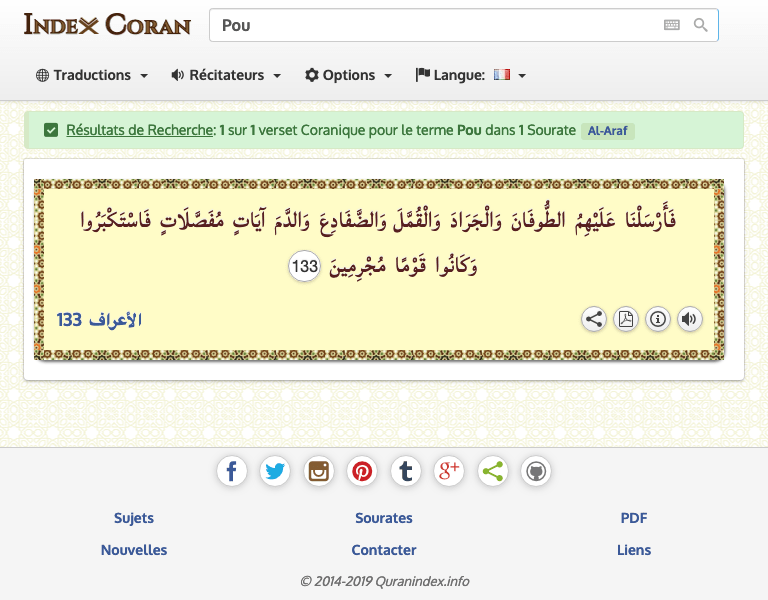 Index Coran
Pou
Traductions Récitateurs Options Langue:
Résultats de Recherche: 1 sur 1 verset Coranique pour le terme Pou dans 1 Sourate Al-Araf
فَأَرْسَلْنَا عَلَيْهِمُ الطُّوفَانَ وَالْجَرَادَ وَالْقُمَّلَ وَالضَّفَادِعَ وَالدَّمَ آيَاتٍ مُفَصَّلَاتٍ فَاسْتَكْبَرُوا
وَكَانُوا قَوْمًا مُجْرِمِينَ 133
الأعراف 133
Sujets Sourates PDF
Nouvelles Contacter Liens
© 2014-2019 Quranindex.info